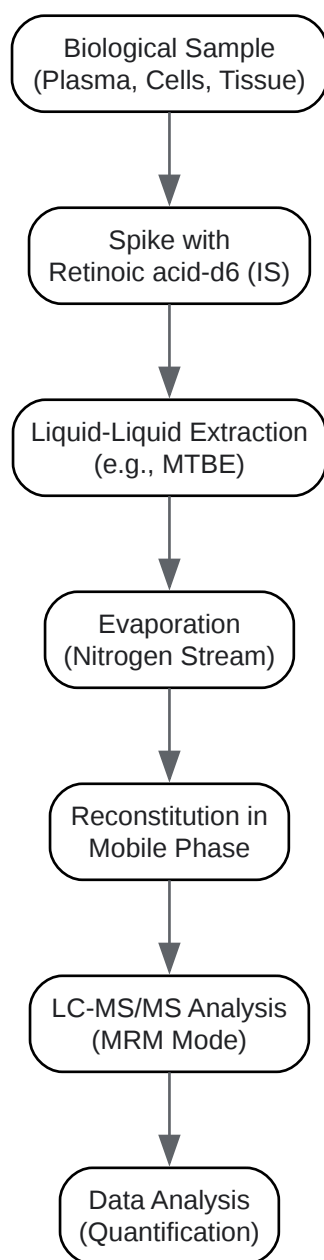 Biological Sample
(Plasma, Cells, Tissue)
Spike with
Retinoic acid-d6 (IS)
Liquid-Liquid Extraction
(e.g., MTBE)
Evaporation
(Nitrogen Stream)
Reconstitution in
Mobile Phase
LC-MS/MS Analysis
(MRM Mode)
Data Analysis
(Quantification)